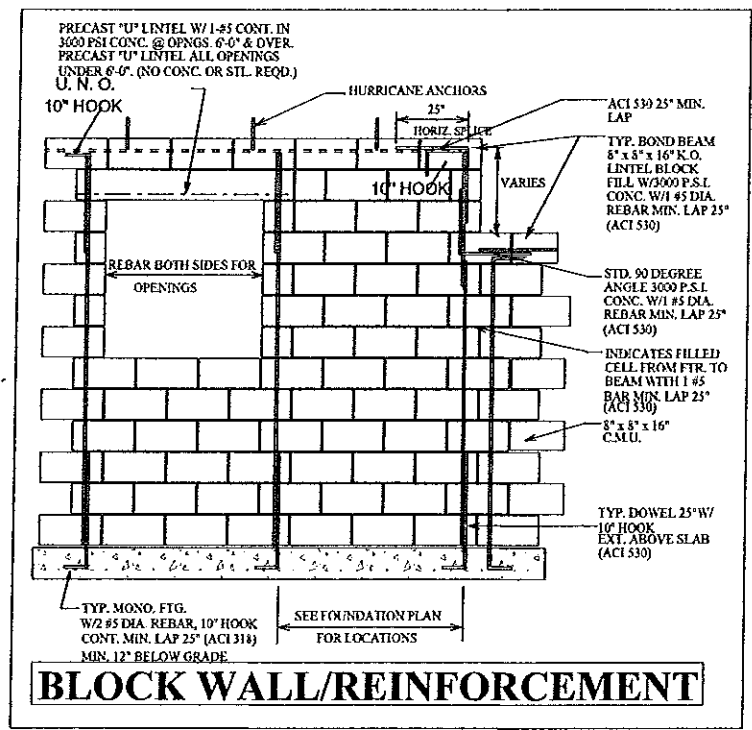 PRECAST "U" LINTEL W/ 1-#5 CONT. IN
3000 PSI CONC. @ OPNGS. 6'-0" & OVER.
PRECAST "U" LINTEL ALL OPENINGS
UNDER 6'-0". (NO CONC. OR STL. REQD.)
U. N. O.
10" HOOK
HURRICANE ANCHORS
25"
HORIZ. SPLICE
ACI 530 25" MIN.
LAP
TYP. BOND BEAM
8" x 8" x 16" K.O.
LINTEL BLOCK
FILL W/3000 P.S.I.
CONC. W/1 #5 DIA.
REBAR MIN. LAP 25"
(ACI 530)
10" HOOK
VARIES
REBAR BOTH SIDES FOR
OPENINGS
STD. 90 DEGREE
ANGLE 3000 P.S.I.
CONC. W/1 #5 DIA.
REBAR MIN. LAP 25"
(ACI 530)
INDICATES FILLED
CELL FROM FTR. TO
BEAM WITH 1 #5
BAR MIN. LAP 25"
(ACI 530)
8" x 8" x 16"
C.M.U.
TYP. DOWEL 25" W/
10" HOOK
EXT. ABOVE SLAB
(ACI 530)
TYP. MONO. FTG.
W/2 #5 DIA. REBAR, 10" HOOK
CONT. MIN. LAP 25" (ACI 318)
MIN. 12" BELOW GRADE
SEE FOUNDATION PLAN
FOR LOCATIONS
BLOCK WALL/REINFORCEMENT